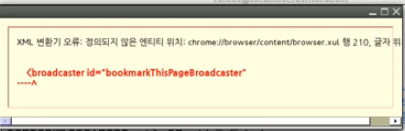 XML 변환기 오류: 정의되지 않은 엔티티 위치: chrome://browser/content/browser.xul 행 210, 글자 위
<broadcaster id="bookmarkThisPageBroadcaster"
----^